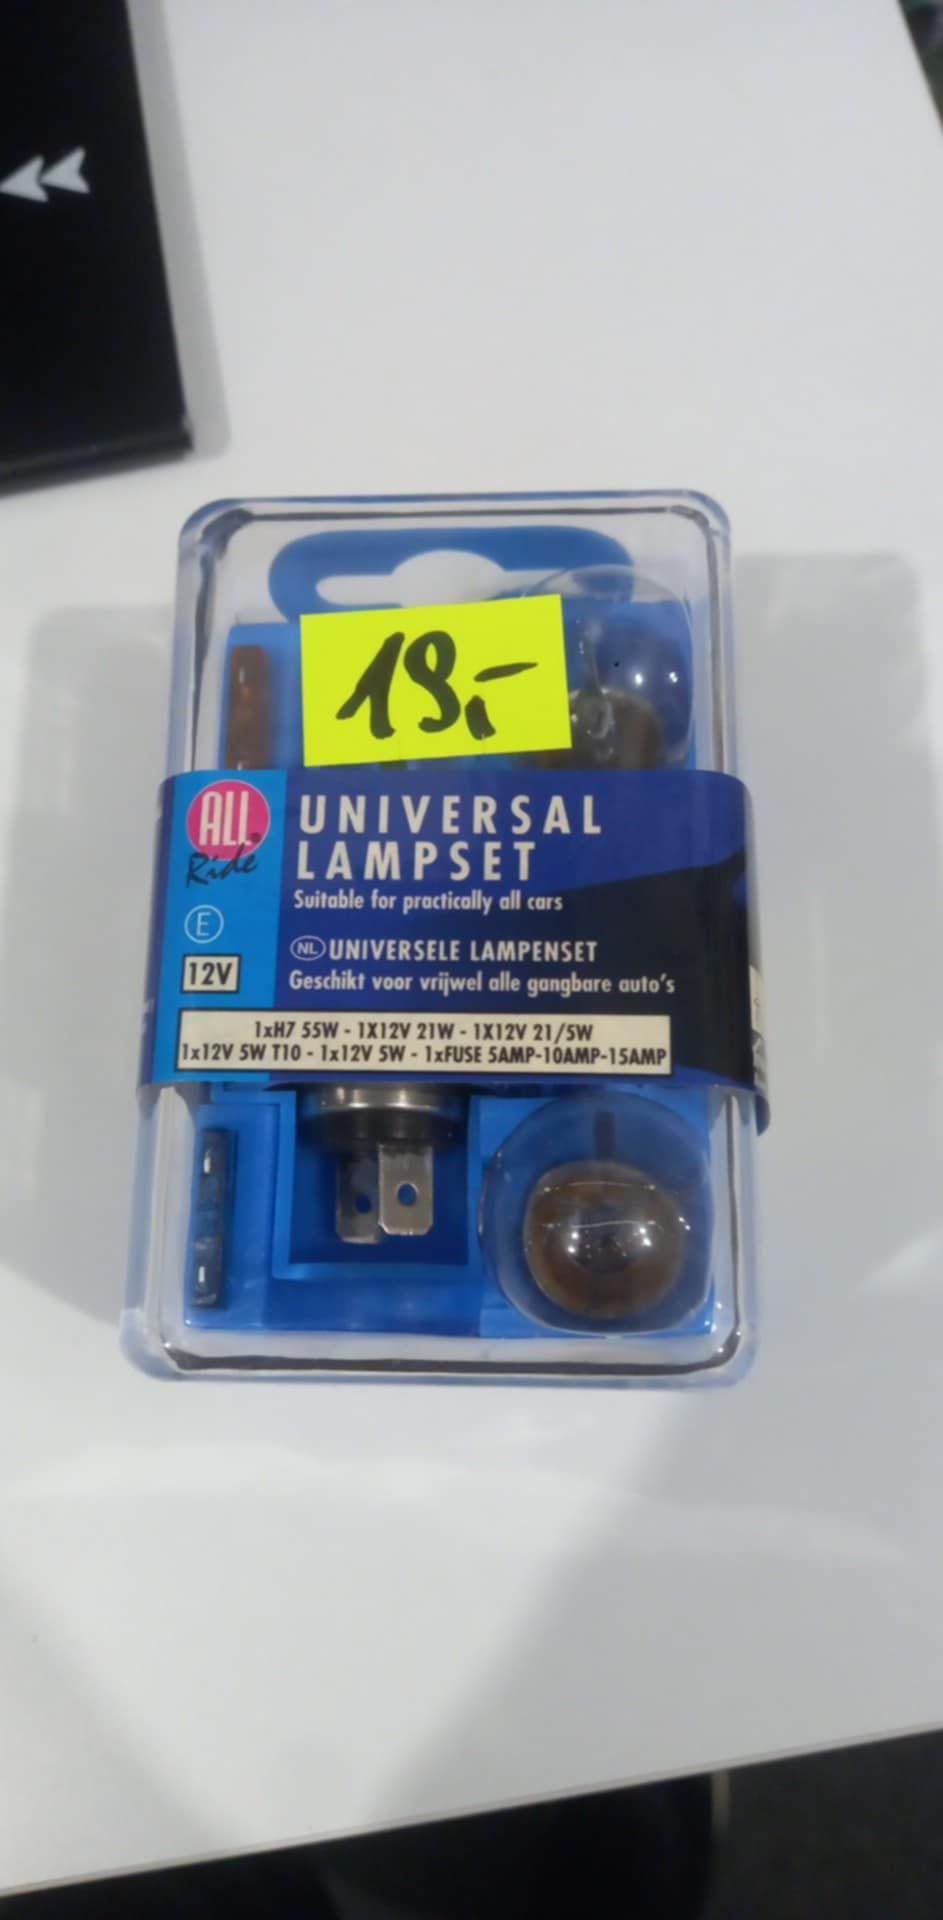 19,-
ALL
Ride
UNIVERSAL
LAMPSET
Suitable for practically all cars
E
NL UNIVERSELE LAMPENSET
12V
Geschikt voor vrijwel alle gangbare auto's
1xH7 55W - 1X12V 21W - 1X12V 21/5W
1x12V 5W T10 - 1x12V 5W - 1xFUSE 5AMP-10AMP-15AMP